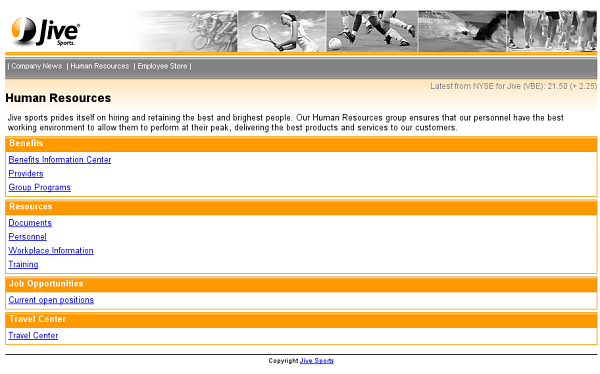 Jive®
Sports.
| Company News | Human Resources | Employee Store |
Latest from NYSE for Jive (VBE): 21.50 (+ 2.25)
Human Resources
Jive sports prides itself on hiring and retaining the best and brighest people. Our Human Resources group ensures that our personnel have the best
working environment to allow them to perform at their peak, delivering the best products and services to our customers.
Benefits
Benefits Information Center
Providers
Group Programs
Resources
Documents
Personnel
Workplace Information
Training
Job Opportunities
Current open positions
Travel Center
Travel Center
Copyright Jive Sports